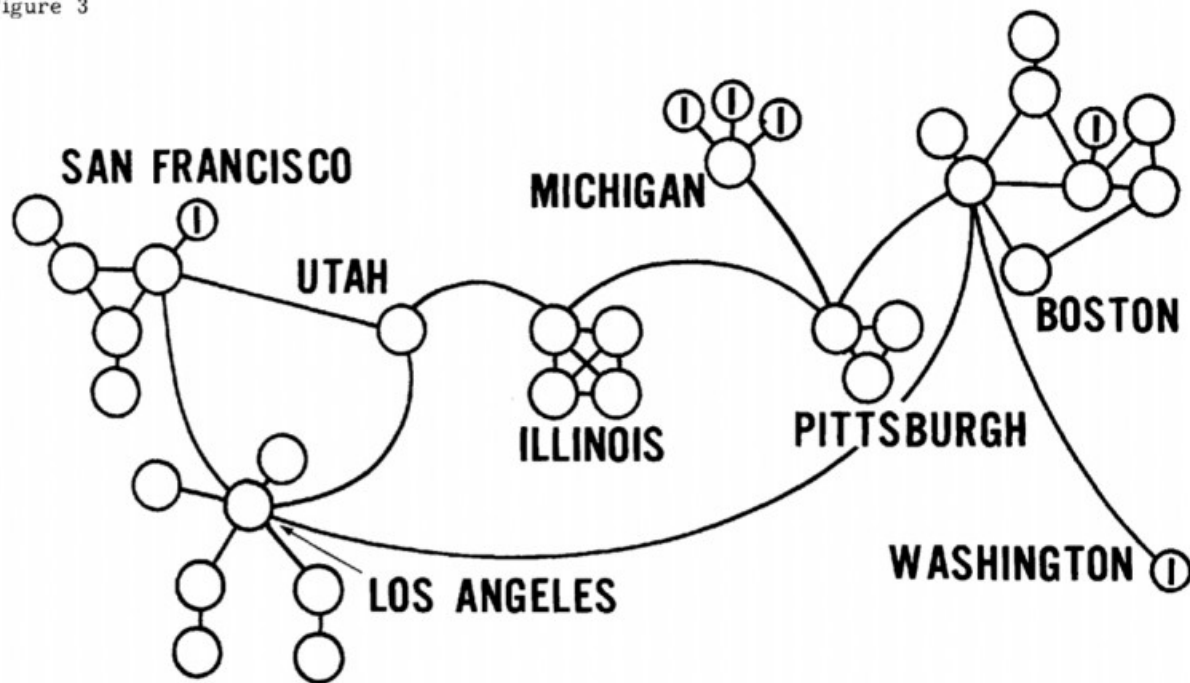 igure 3
SAN FRANCISCO
MICHIGAN
UTAH
BOSTON
ILLINOIS
PITTSBURGH
WASHINGTON
LOS ANGELES
I
I
I
I
I
I